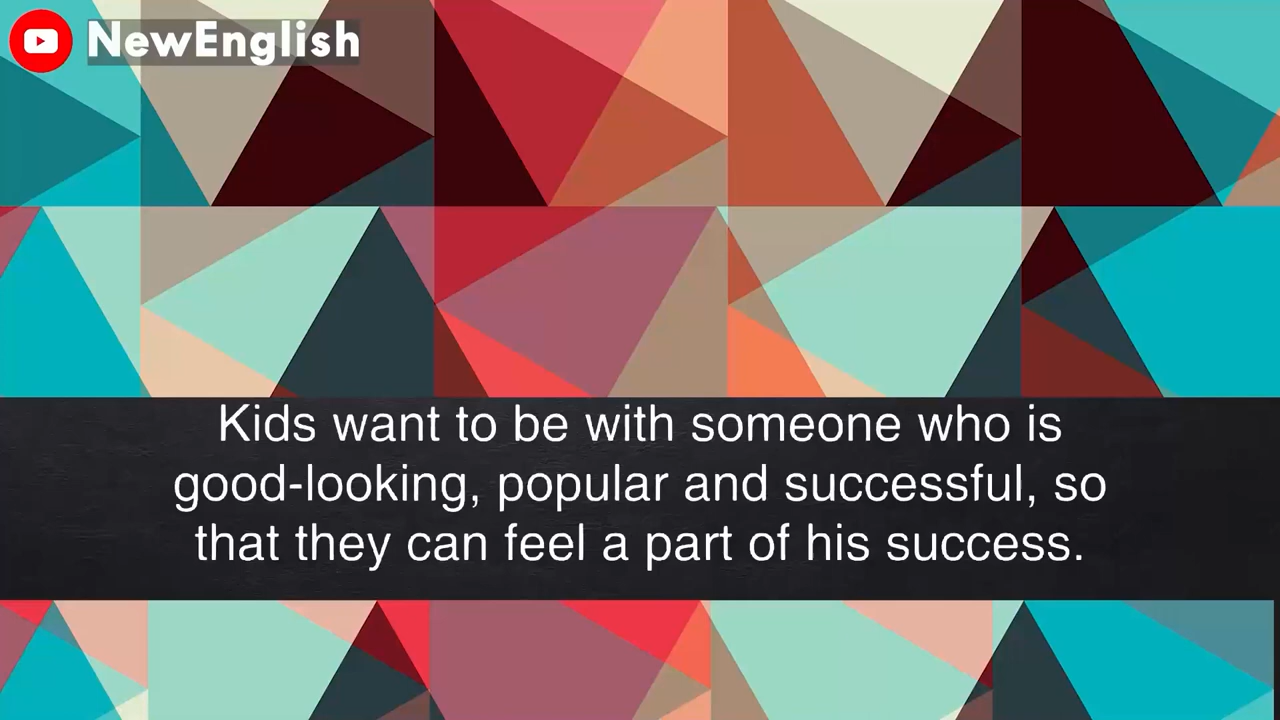 NewEnglish
Kids want to be with someone who is
good-looking, popular and successful, so
that they can feel a part of his success.